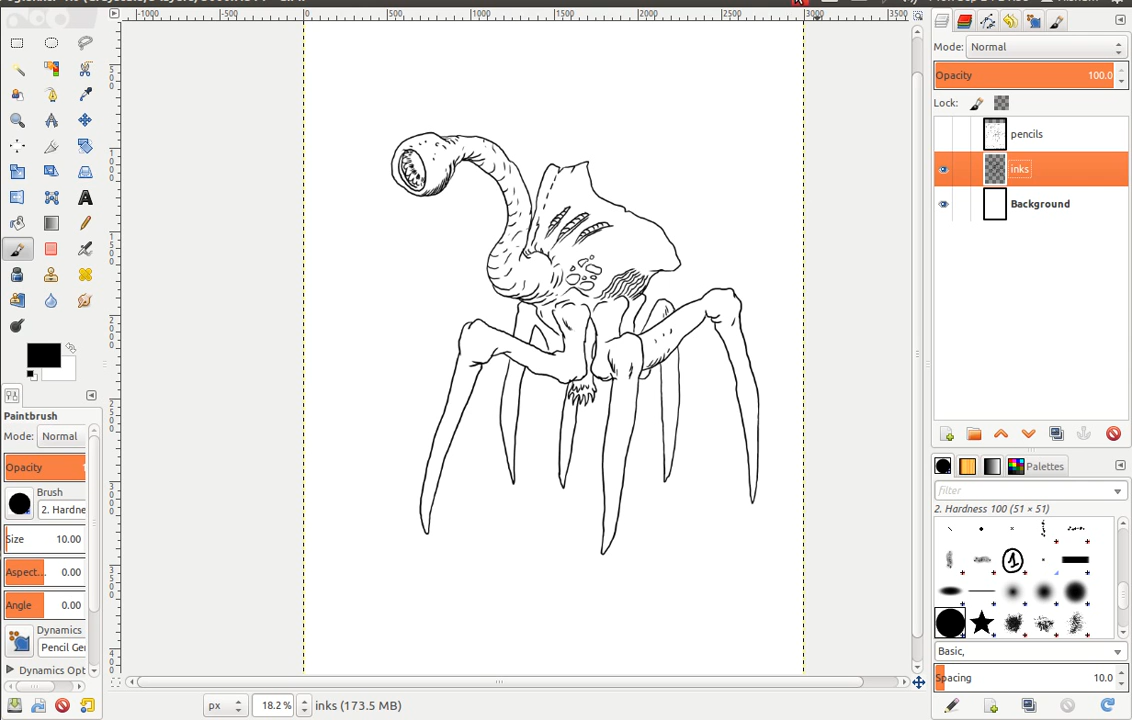 -1000 -500 0 500 1000 1500 2000 2500 3000 3500
Mode: Normal
Opacity 100.0
Lock:
pencils
inks
Background
Paintbrush
Mode: Normal
Opacity
Brush
2. Hardne
Size 10.00
Aspect... 0.00
Angle 0.00
Dynamics
Pencil Ger
Dynamics Opt
Palettes
filter
2. Hardness 100 (51 × 51)
1
Basic,
Spacing 10.0
px 18.2% inks (173.5 MB)